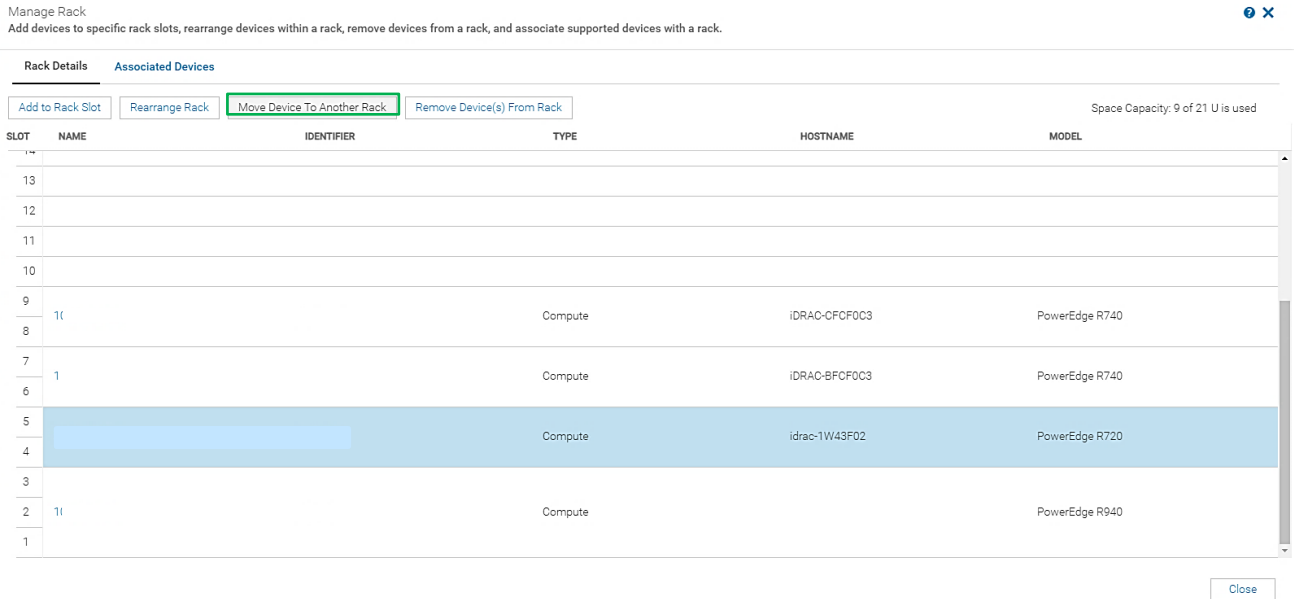 Manage Rack
Add devices to specific rack slots, rearrange devices within a rack, remove devices from a rack, and associate supported devices with a rack.
Rack Details Associated Devices
Add to Rack Slot Rearrange Rack Move Device To Another Rack Remove Device(s) From Rack Space Capacity: 9 of 21 U is used
SLOT NAME IDENTIFIER TYPE HOSTNAME MODEL
13
12
11
10
9
Compute iDRAC-CFCF0C3 PowerEdge R740
8
7
1 Compute iDRAC-BFCF0C3 PowerEdge R740
6
5
Compute idrac-1W43F02 PowerEdge R720
4
3
2 Compute PowerEdge R940
1
Close